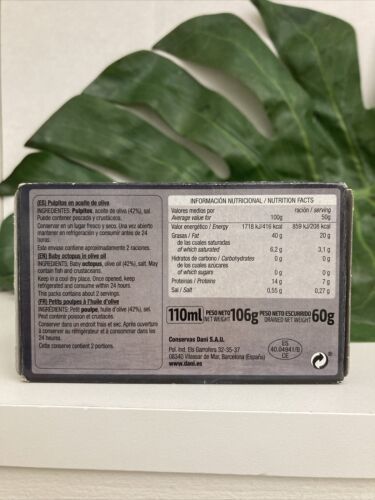 (ES) Pulpitos en aceite de oliva
INGREDIENTES: Pulpitos, aceite de oliva (42%), sal.
Puede contener pescado y crustáceos.
Conservar en un lugar fresco y seco. Una vez abierto
mantener en refrigeración y consumir antes de 24
horas.
Este envase contiene aproximadamente 2 raciones.
(EN) Baby octopus in olive oil
INGREDIENTS: Baby octopus, olive oil (42%), salt. May
contain fish and crustaceans.
Keep in a cool dry place. Once opened, keep
refrigerated and consume within 24 hours.
This packs contains about 2 servings.
(FR) Petits poulpes à l'huile d'olive
INGREDIENTS: Petit poulpe, huile d'olive (42%), sel.
Peut contenir poisson et crustacés.
Conserver dans un endroit frais et sec. Après ouverture
à conserver au réfrigérateur et à consommer dans les
24 heures.
Cette conserve contient 2 portions.
INFORMACIÓN NUTRICIONAL / NUTRITION FACTS
Valores medios por ración / serving
Average value for 100g 50g
Valor energético / Energy 1718 kJ/416 kcal 859 kJ/208 kcal
Grasas / Fat 40 g 20 g
de las cuales saturadas
of which saturated 6,2 g 3,1 g
Hidratos de carbono / Carbohydrates 0 g 0 g
de los cuales azúcares
of which sugars 0 g 0 g
Proteínas / Proteins 14 g 7 g
Sal / Salt 0,55 g 0,27 g
110ml PESO NETO NET WEIGHT 106g PESO NETO ESCURRIDO DRAINED NET WEIGHT 60g
Conservas Dani S.A.U.
Pol. Ind. Els Garrofers 32-35-37
08340 Vilassar de Mar, Barcelona (España)
www.dani.es
ES
40.04941/B
CE